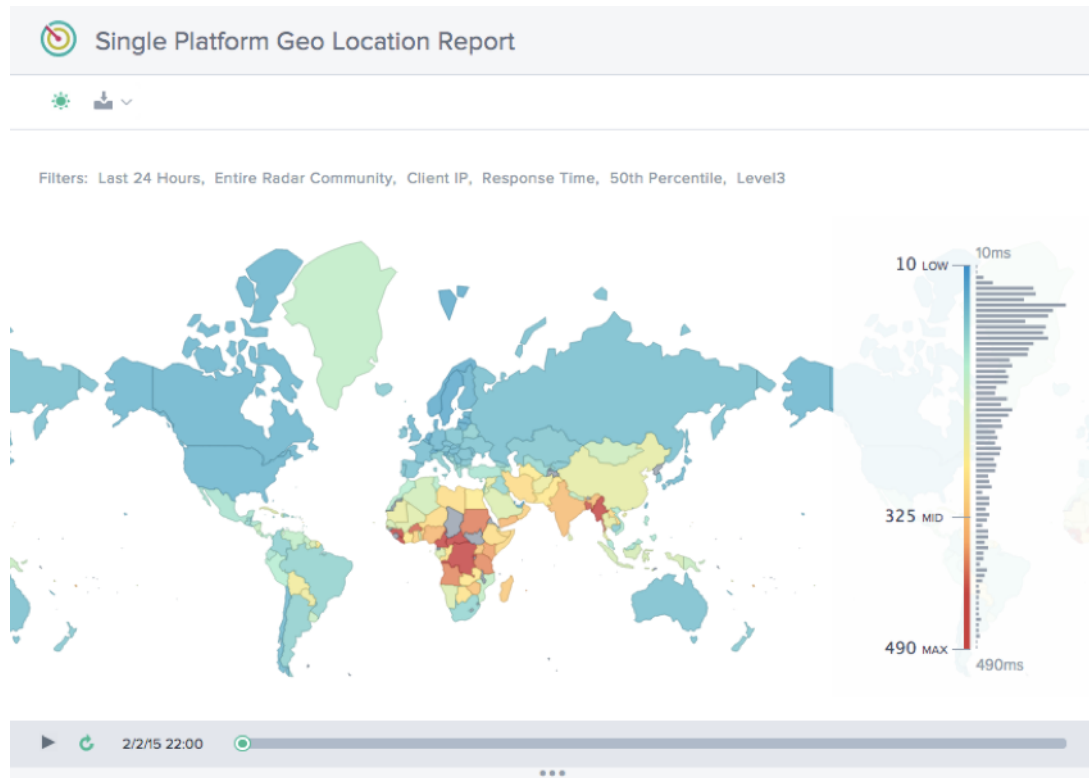 Single Platform Geo Location Report
Filters: Last 24 Hours, Entire Radar Community, Client IP, Response Time, 50th Percentile, Level3
10ms
10 LOW
325 MID
490 MAX
490ms
2/2/15 22:00